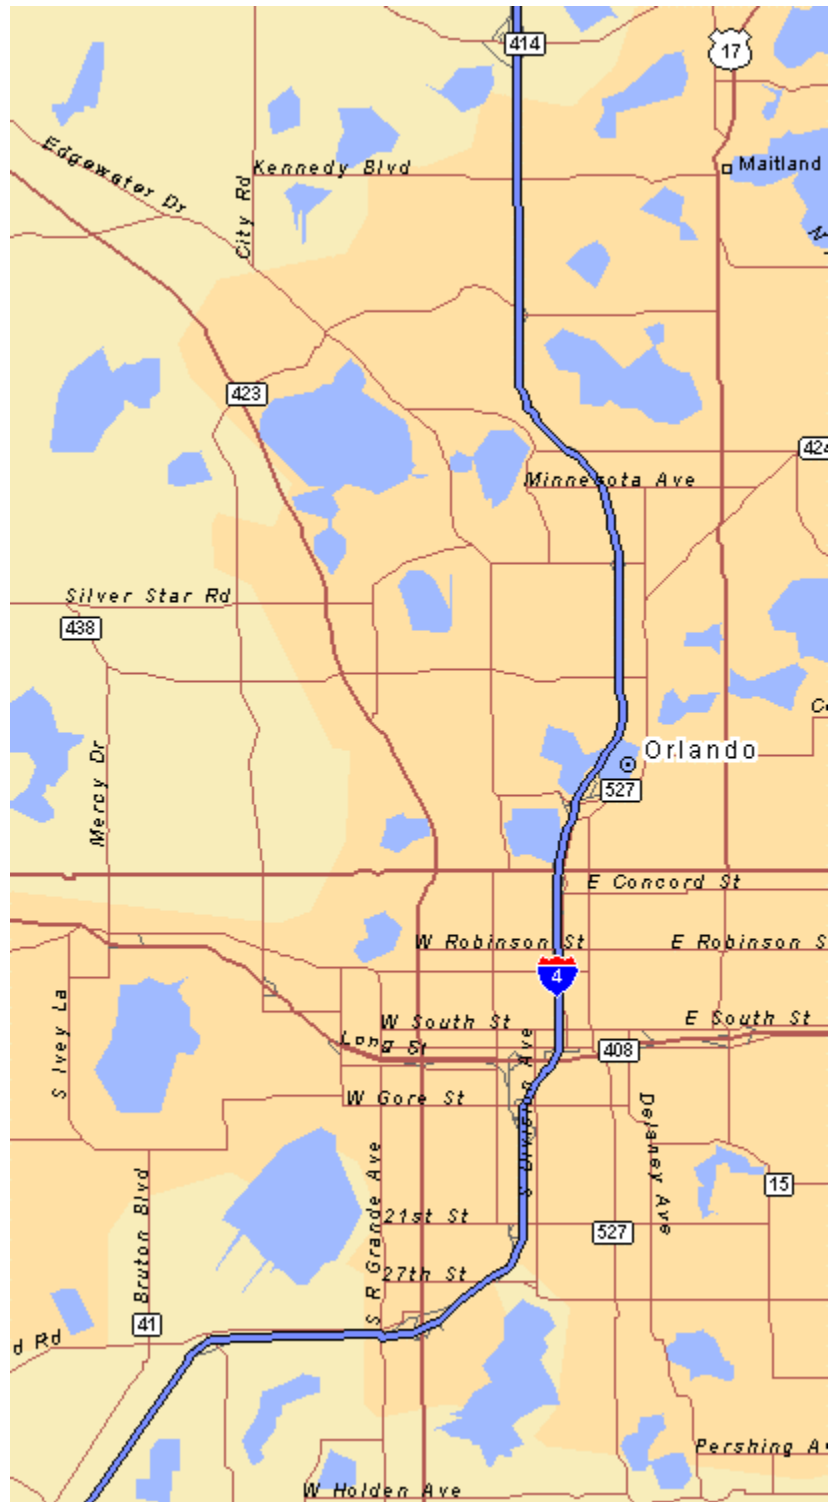 414
17
Edgewater Dr
Kennedy Blvd
Maitland
City Rd
N
423
424
Minnesota Ave
Silver Star Rd
438
Orlando
527
Mercy Dr
E Concord St
W Robinson St
E Robinson S
4
S Ivey La
W South St
E South St
Long St
408
W Gore St
S Division Ave
Delaney Ave
Bruton Blvd
S R Grande Ave
15
21st St
527
27th St
41
d Rd
Pershing Av
W Holden Ave